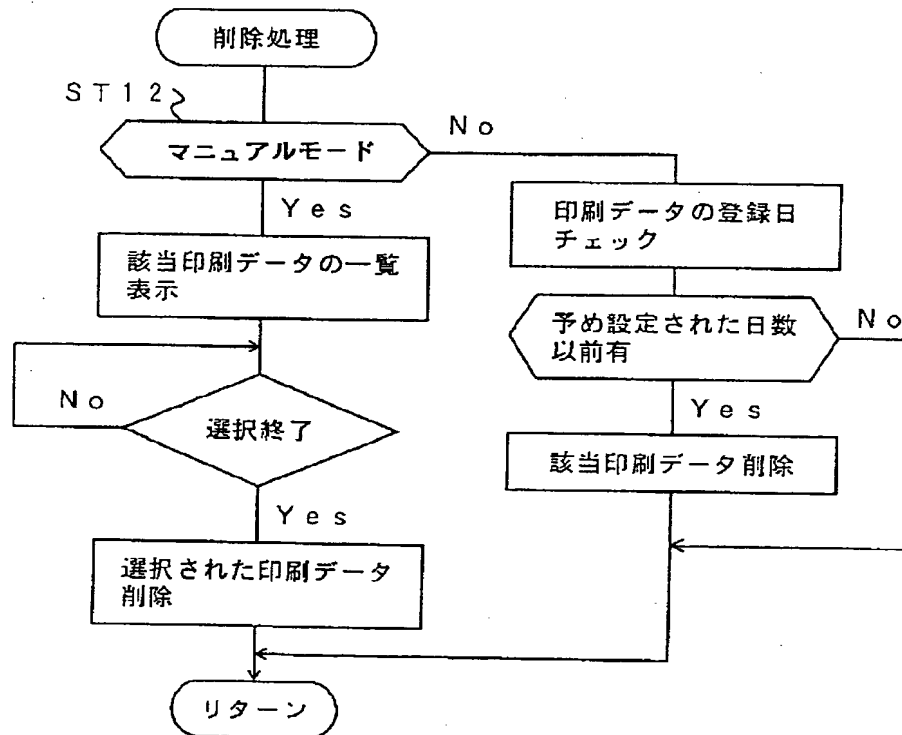 削除処理
ST12
マニュアルモード
No
Yes
印刷データの登録日
チェック
該当印刷データの一覧
表示
予め設定された日数
以前有
No
No
選択終了
Yes
該当印刷データ削除
Yes
選択された印刷データ
削除
リターン